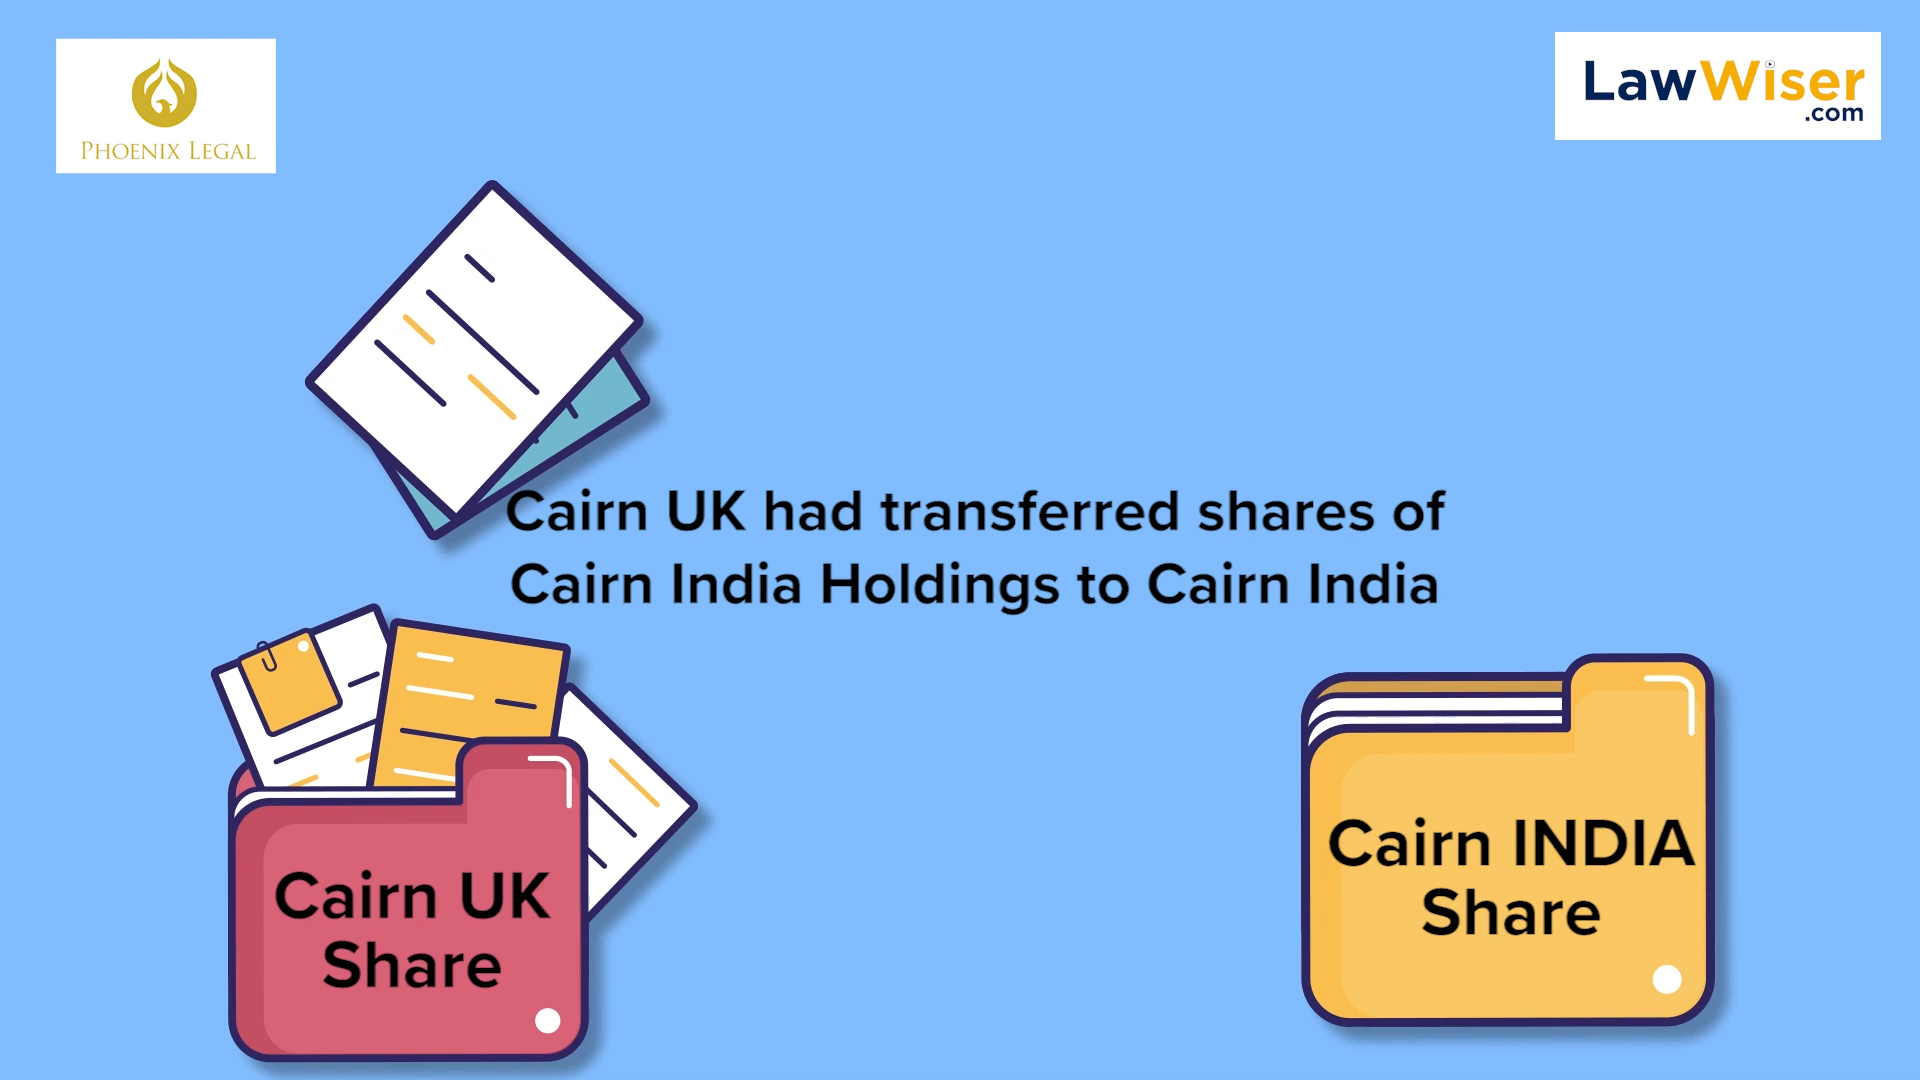 PHOENIX LEGAL
LawWiser
.com
Cairn UK had transferred shares of
Cairn India Holdings to Cairn India
Cairn UK
Share
Cairn INDIA
Share